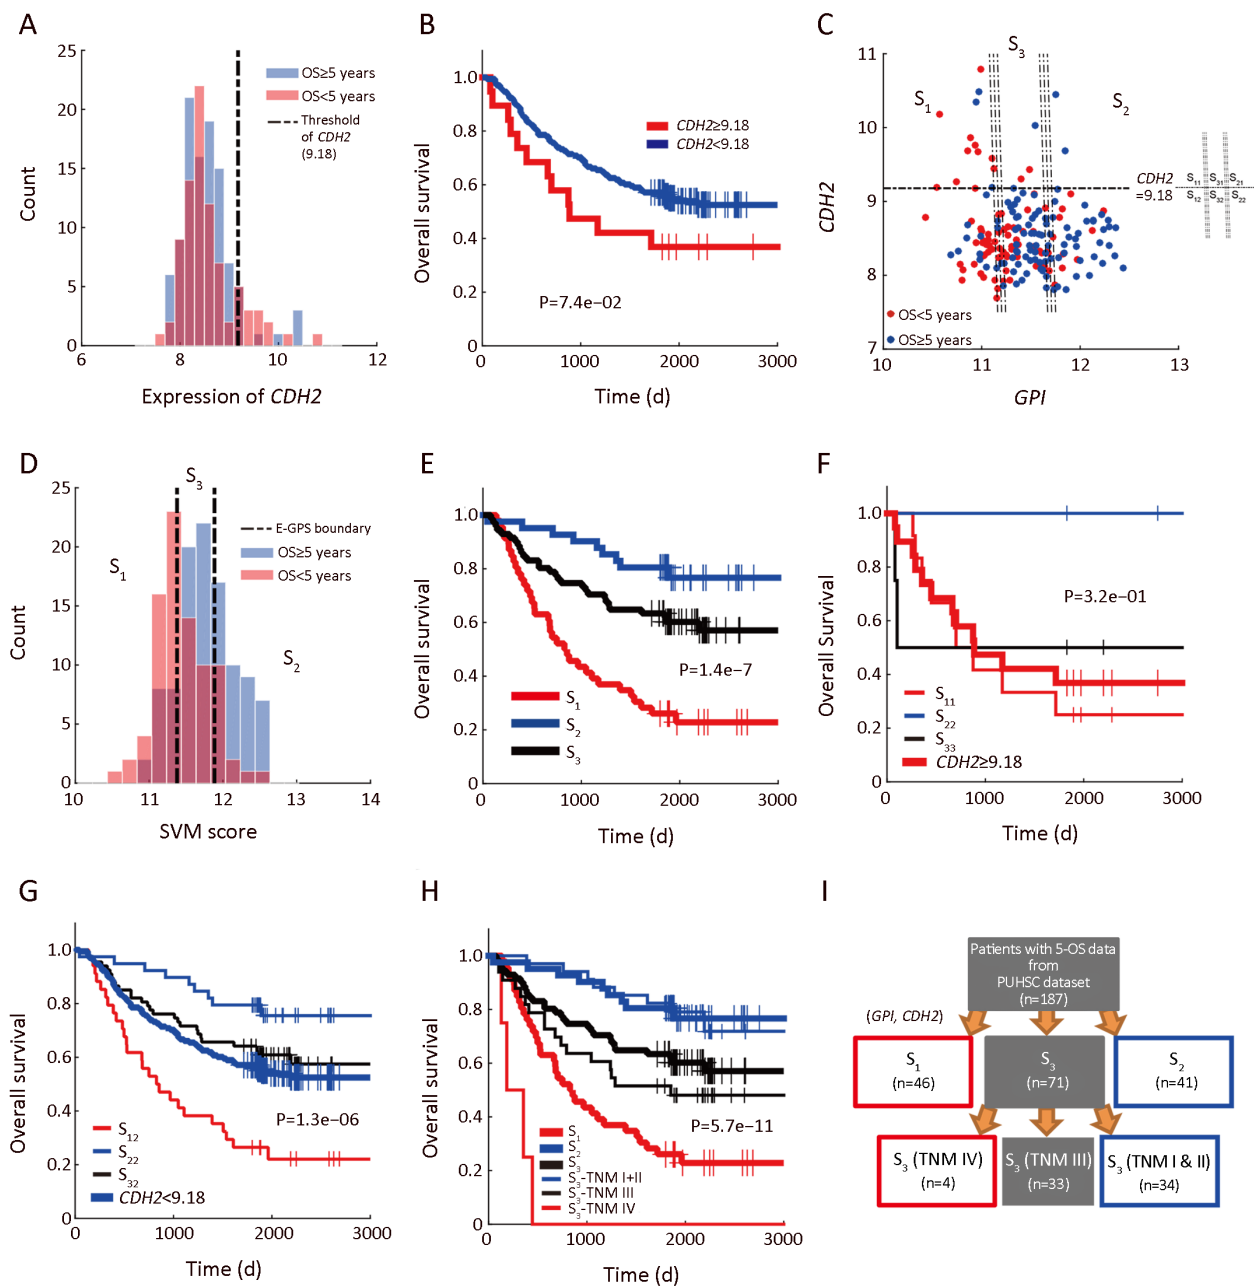 A
25
20
15
10
5
0
Count
6
8
10
12
Expression of CDH2
OS≥5 years
OS<5 years
Threshold
of CDH2
(9.18)
B
1.0
0.8
0.6
0.4
0.2
0
Overall survival
0
1000
2000
3000
Time (d)
CDH2≥9.18
CDH2<9.18
P=7.4e−02
C
11
10
9
8
7
CDH2
10
11
12
13
GPI
S1
S3
S2
CDH2
=9.18
S11 S31 S21
S12 S32 S22
OS<5 years
OS≥5 years
D
25
20
15
10
5
0
Count
10
11
12
13
14
SVM score
S1
S3
S2
E-GPS boundary
OS≥5 years
OS<5 years
E
1.0
0.8
0.6
0.4
0.2
0
Overall survival
0
1000
2000
3000
Time (d)
P=1.4e−7
S1
S2
S3
F
1.0
0.8
0.6
0.4
0.2
0
Overall Survival
0
1000
2000
3000
Time (d)
P=3.2e−01
S11
S22
S33
CDH2≥9.18
G
1.0
0.8
0.6
0.4
0.2
0
Overall survival
0
1000
2000
3000
Time (d)
P=1.3e−06
S12
S22
S32
CDH2<9.18
H
1.0
0.8
0.6
0.4
0.2
0
Overall survival
0
1000
2000
3000
Time (d)
P=5.7e−11
S1
S2
S3
S3-TNM I+II
S3-TNM III
S3-TNM IV
I
Patients with 5-OS data
from
PUHSC dataset
(n=187)
(GPI, CDH2)
S1
(n=46)
S3
(n=71)
S2
(n=41)
S3 (TNM IV)
(n=4)
S3 (TNM III)
(n=33)
S3 (TNM I & II)
(n=34)